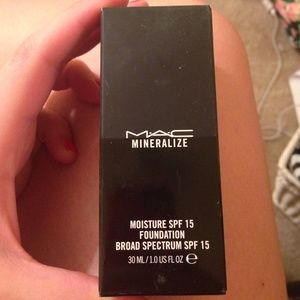 MAC
MINERALIZE
MOISTURE SPF 15
FOUNDATION
BROAD SPECTRUM SPF 15
30 ML/1.0 US FL OZ ℮